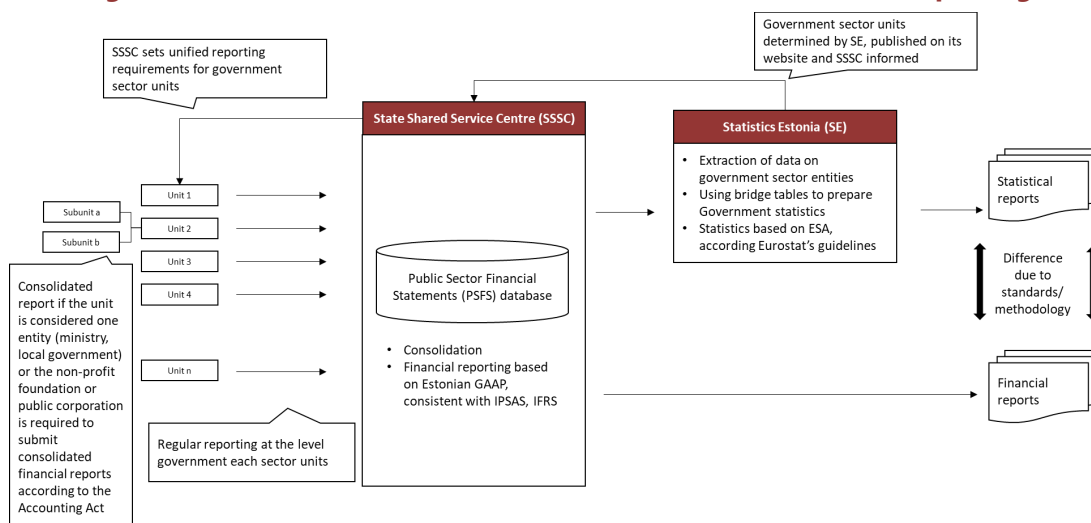 SSSC sets unified reporting
requirements for government
sector units
Government sector units
determined by SE, published on its
website and SSSC informed
State Shared Service Centre (SSSC)
Statistics Estonia (SE)
• Extraction of data on
government sector entities
• Using bridge tables to prepare
Government statistics
• Statistics based on ESA,
according Eurostat's guidelines
Statistical
reports
Unit 1
Subunit a
Unit 2
Subunit b
Unit 3
Unit 4
Unit n
Consolidated
report if the unit
is considered one
entity (ministry,
local government)
or the non-profit
foundation or
public corporation
is required to
submit
consolidated
financial reports
according to the
Accounting Act
Regular reporting at the level
government each sector units
Public Sector Financial
Statements (PSFS) database
• Consolidation
• Financial reporting based
on Estonian GAAP,
consistent with IPSAS, IFRS
Difference
due to
standards/
methodology
Financial
reports